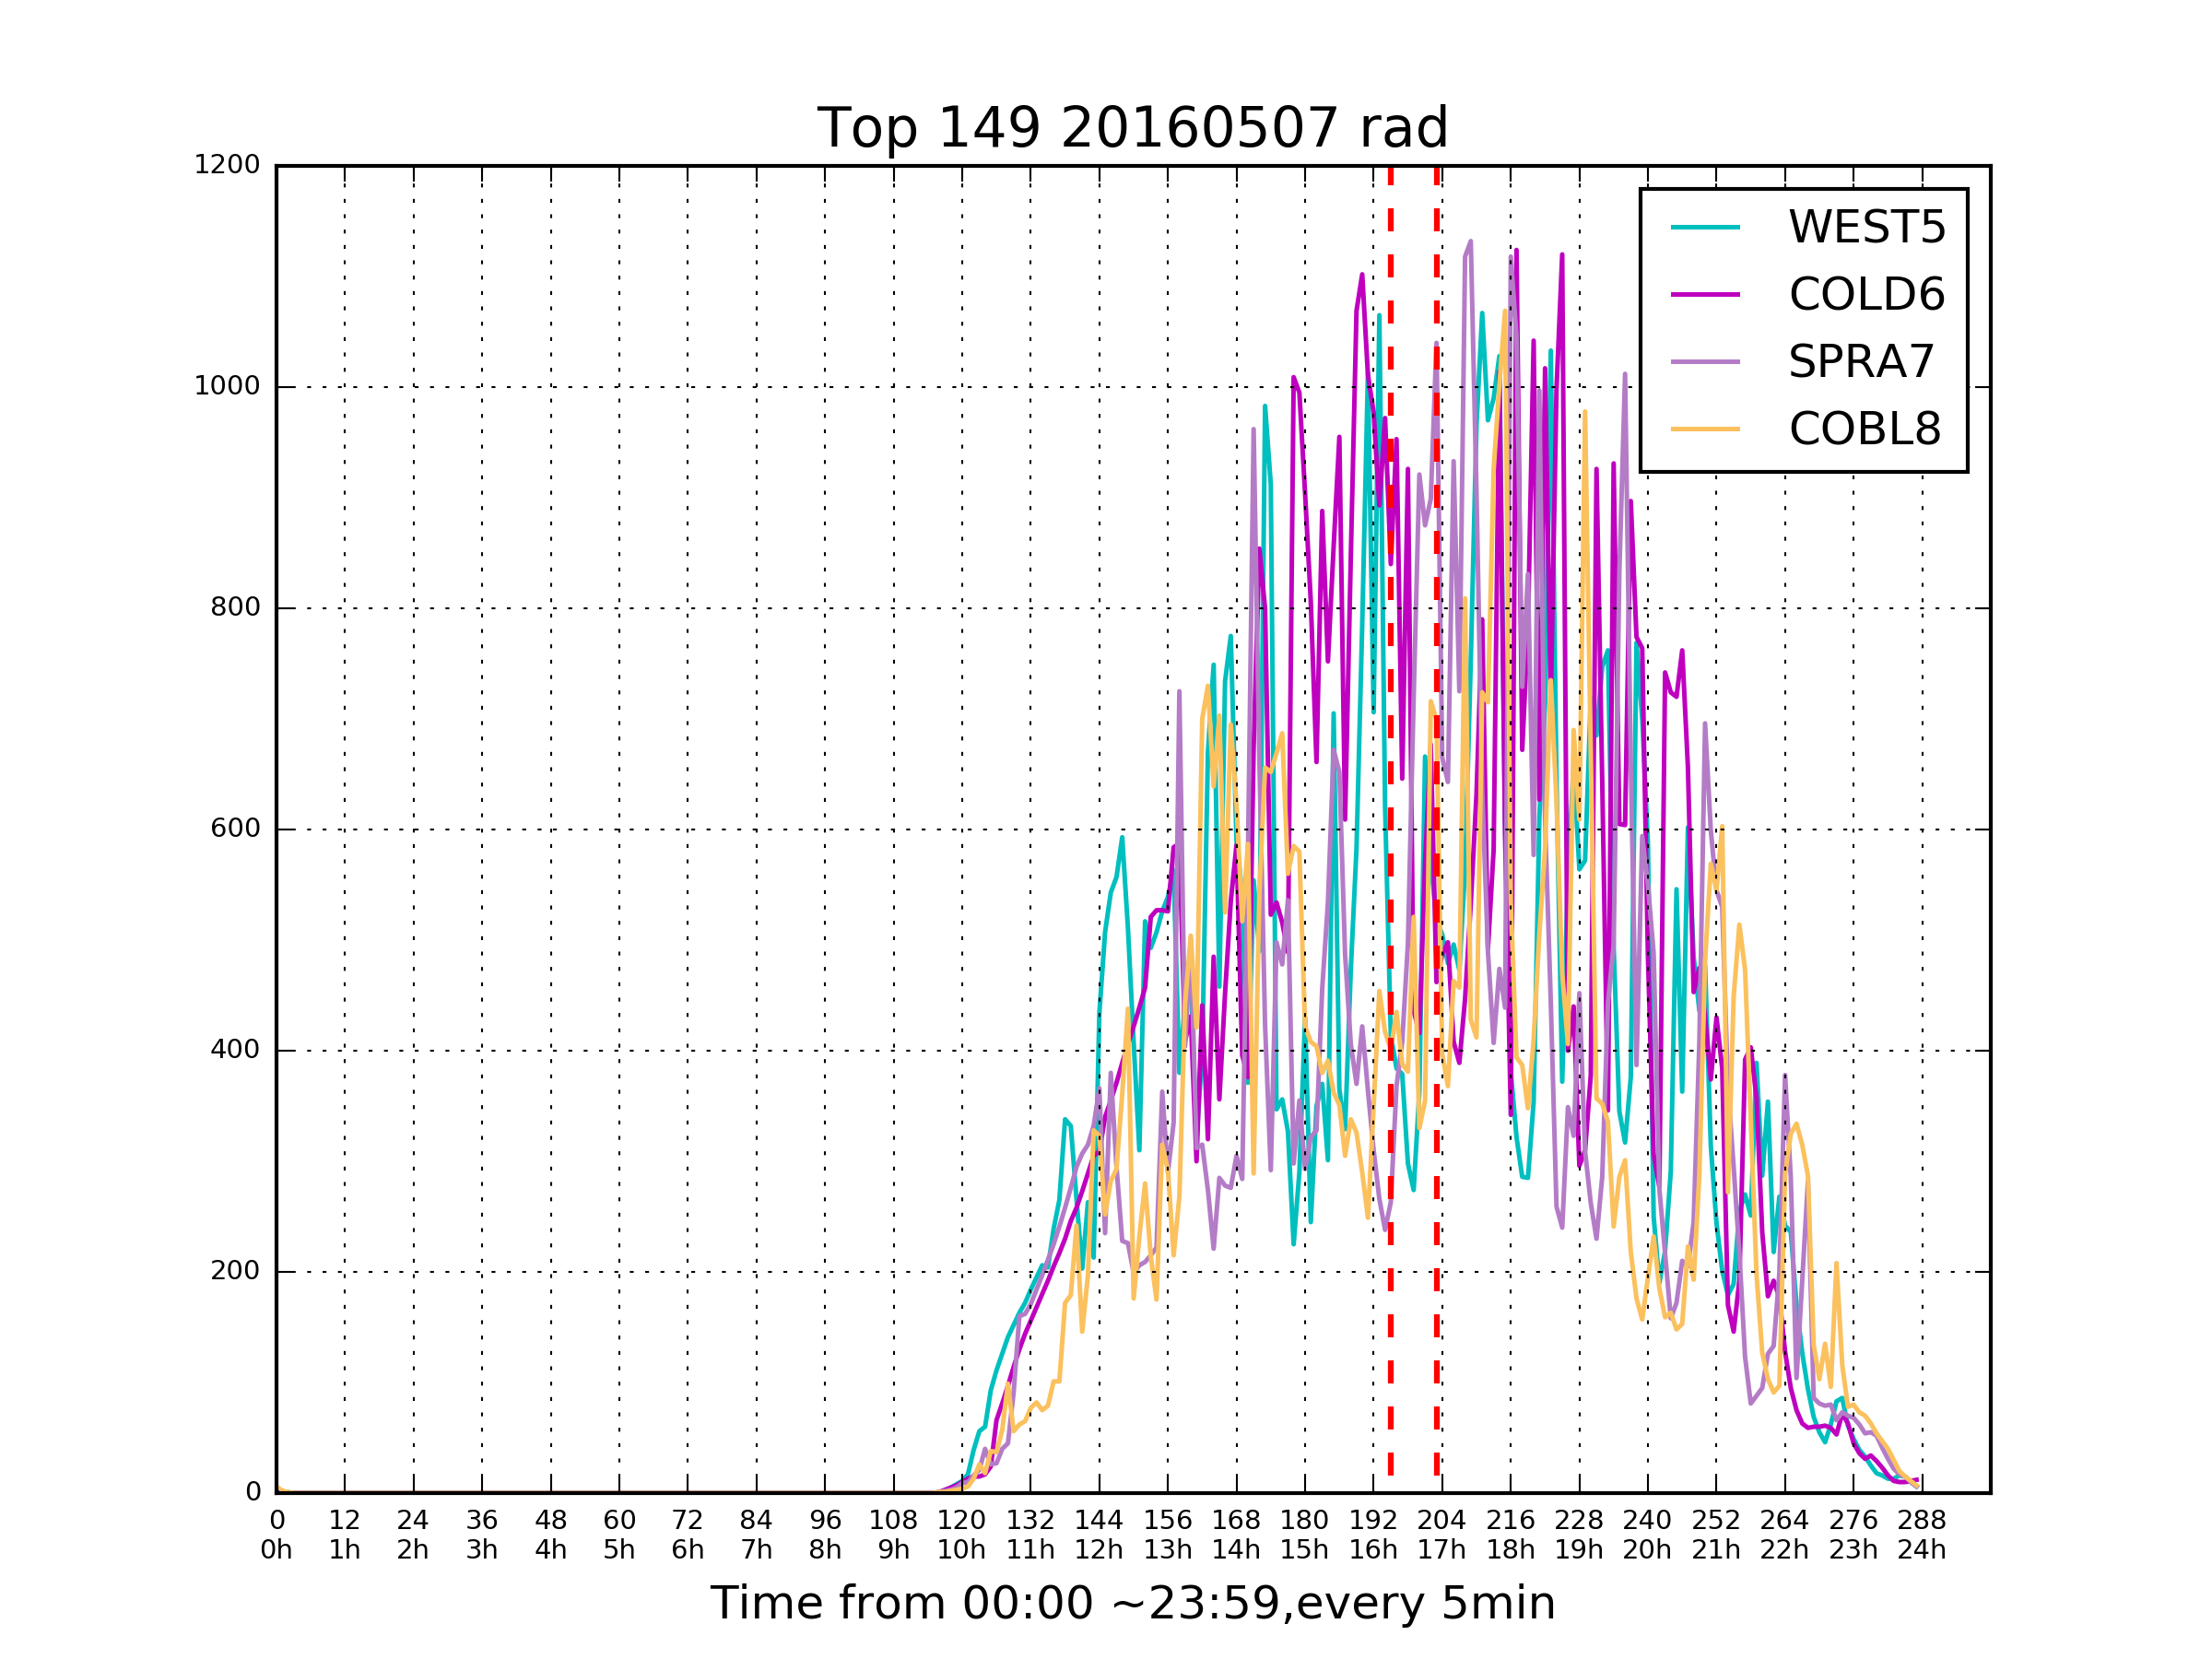 Top 149 20160507 rad
1200
1000
800
600
400
200
0
WEST5
COLD6
SPRA7
COBL8
0 12 24 36 48 60 72 84 96 108 120 132 144 156 168 180 192 204 216 228 240 252 264 276 288
0h 1h 2h 3h 4h 5h 6h 7h 8h 9h 10h 11h 12h 13h 14h 15h 16h 17h 18h 19h 20h 21h 22h 23h 24h
Time from 00:00 ~23:59,every 5min